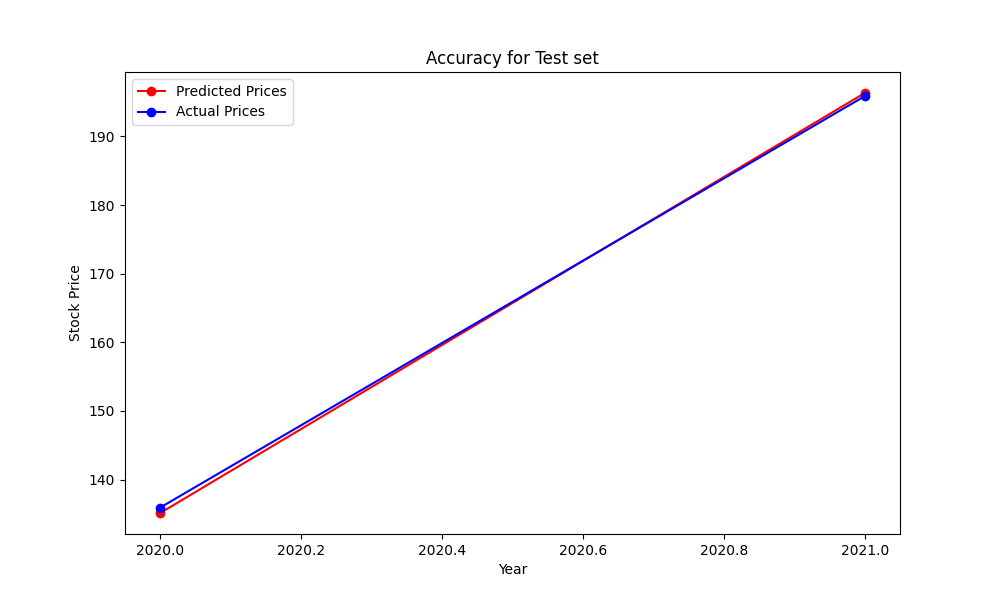 Accuracy for Test set
Predicted Prices
Actual Prices
190
180
170
160
150
140
Stock Price
2020.0 2020.2 2020.4 2020.6 2020.8 2021.0
Year